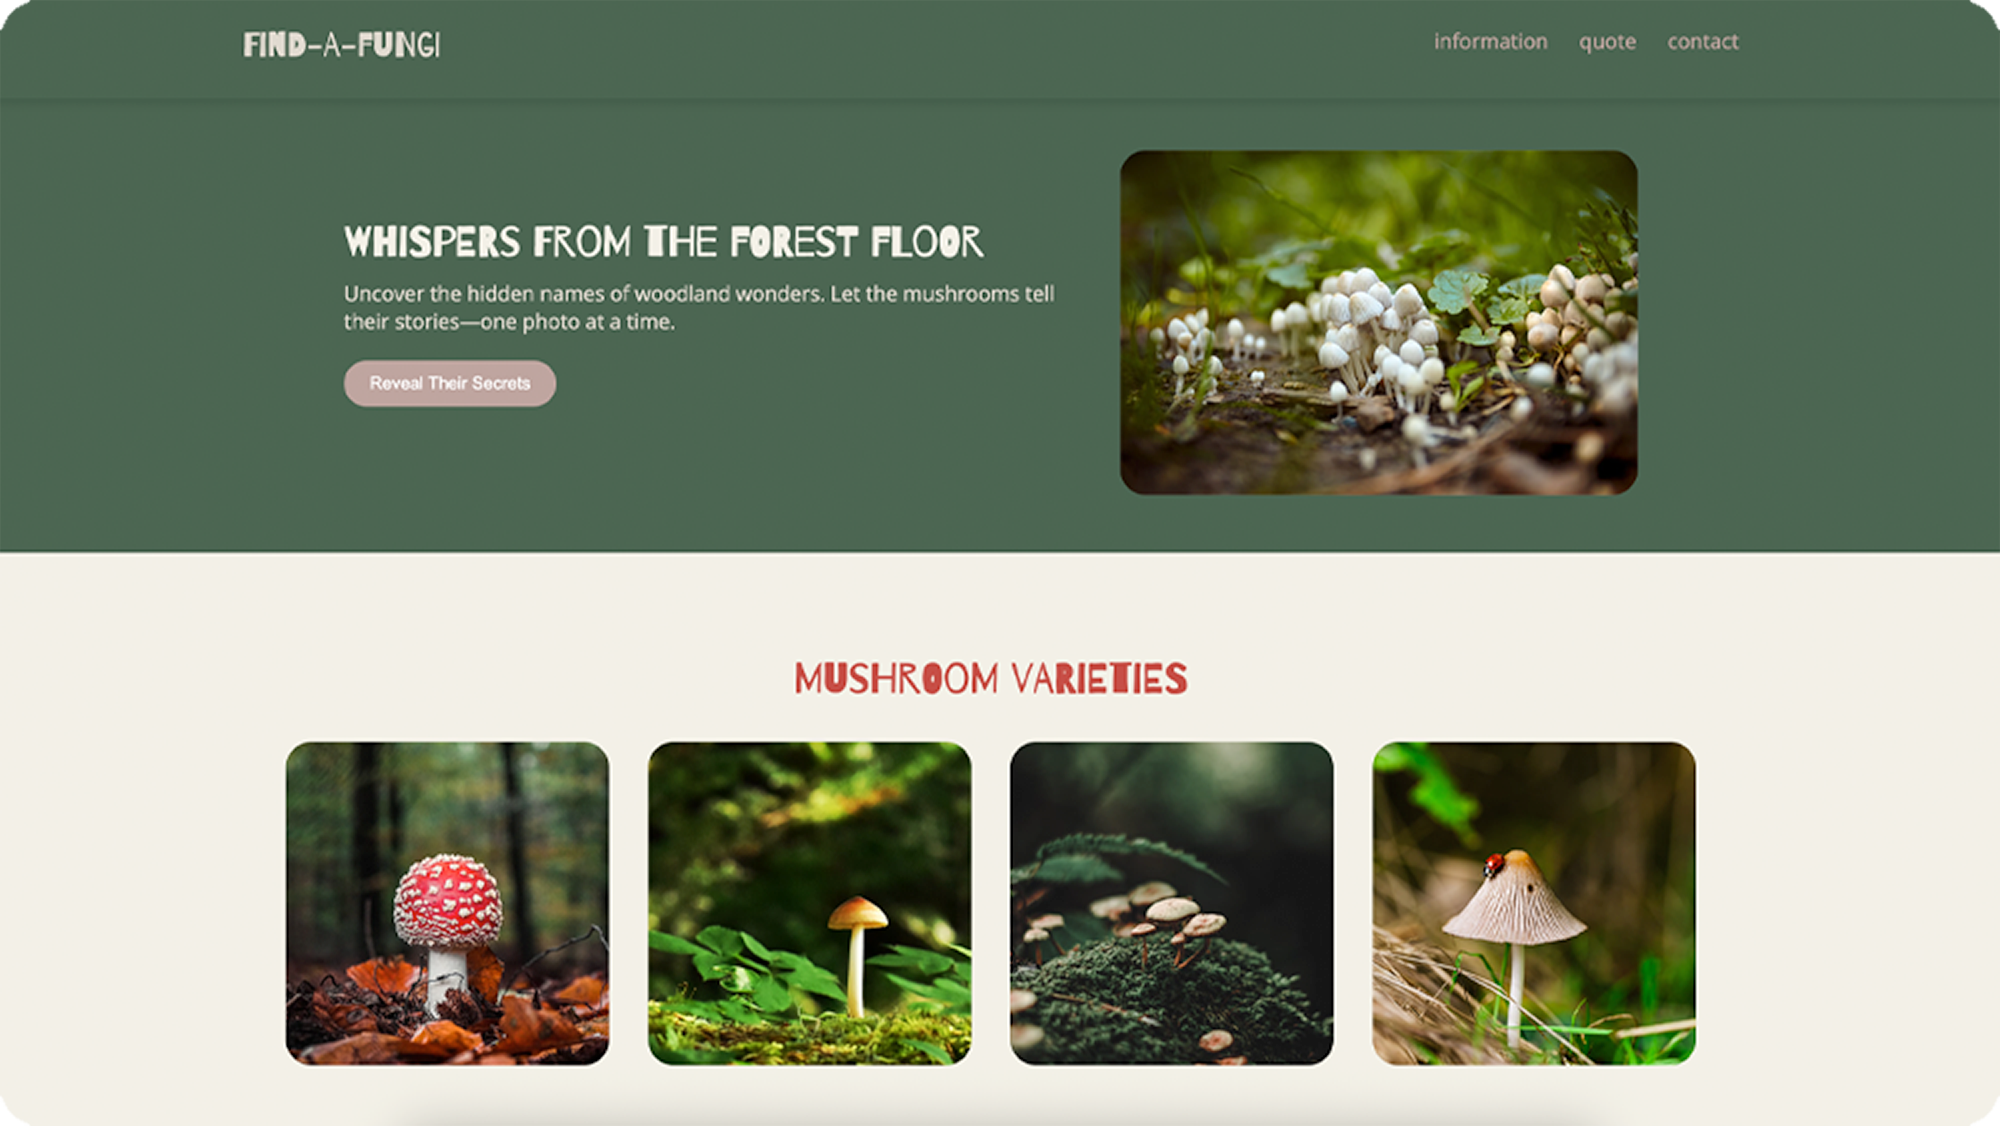 FIND-A-FUNGI
information quote contact
WHISPERS FROM THE FOREST FLOOR
Uncover the hidden names of woodland wonders. Let the mushrooms tell
their stories—one photo at a time.
Reveal Their Secrets
MUSHROOM VARIETIES